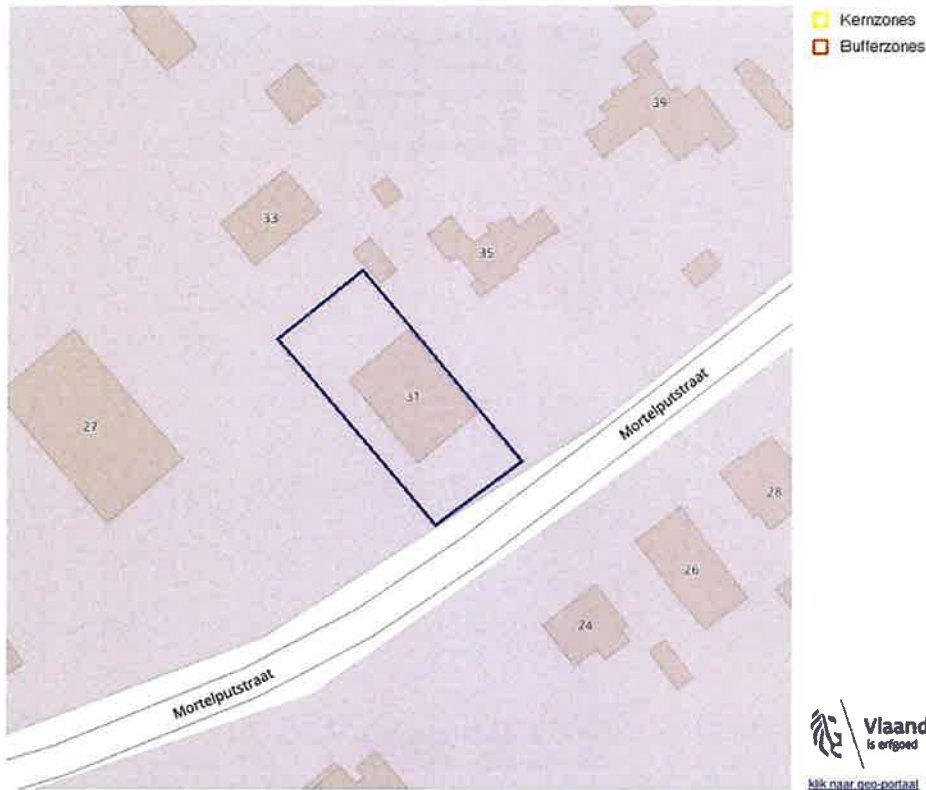 Kernzones
Bufferzones
39
33
35
31
27
Mortelputstraat
28
26
24
Mortelputstraat
Vlaand
is erfgoed
klik naar geo-portaal